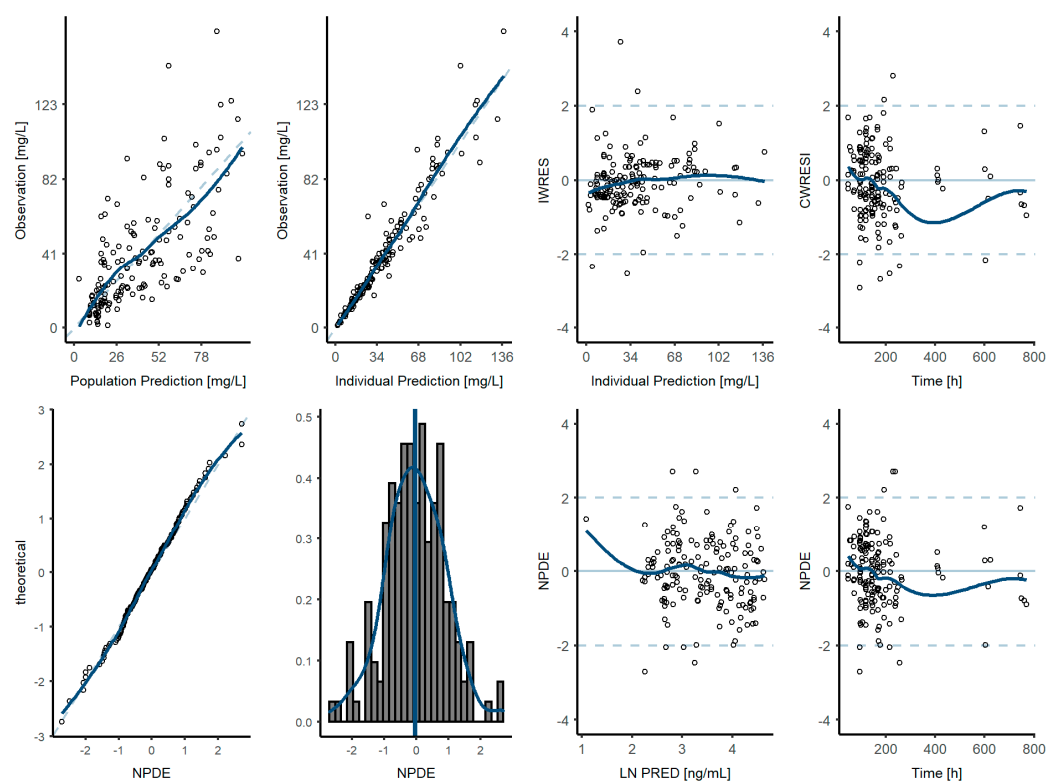 123
82
41
0
Observation [mg/L]
0 26 52 78
Population Prediction [mg/L]
123
82
41
0
Observation [mg/L]
0 34 68 102 136
Individual Prediction [mg/L]
4
2
0
-2
-4
IWRES
0 34 68 102 136
Individual Prediction [mg/L]
4
2
0
-2
-4
CWRESI
200 400 600 800
Time [h]
3
2
1
0
-1
-2
-3
theoretical
-2 -1 0 1 2
NPDE
0.5
0.4
0.3
0.2
0.1
0.0
-2 -1 0 1 2
NPDE
4
2
0
-2
-4
NPDE
1 2 3 4
LN PRED [ng/mL]
4
2
0
-2
-4
NPDE
200 400 600 800
Time [h]